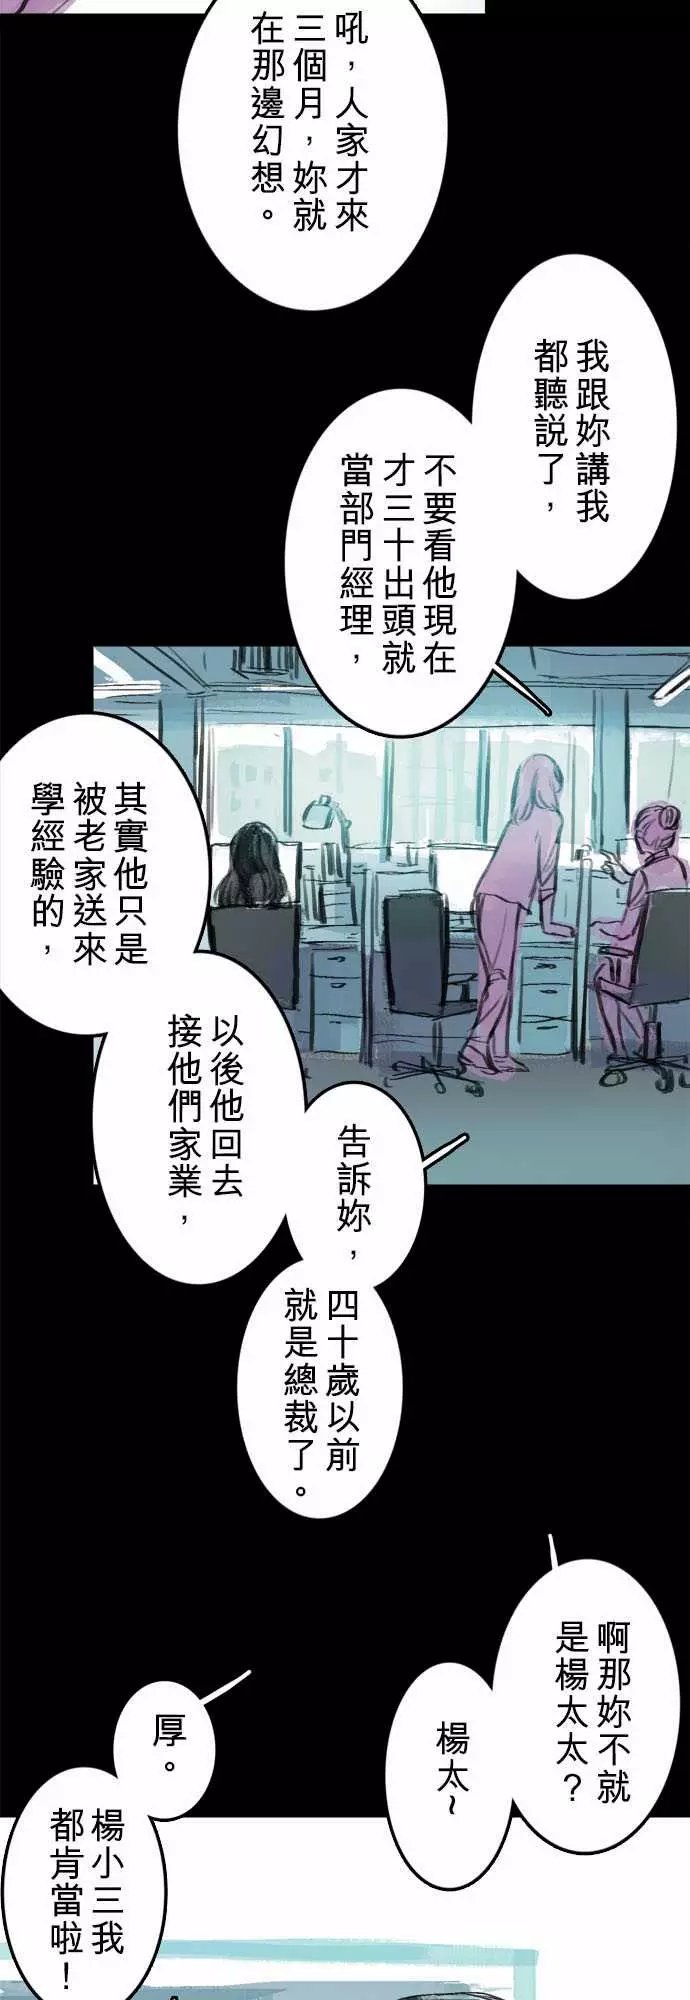 吼，人家才來
三個月，妳就
在那邊幻想。
我跟妳講我
都聽説了，
不要看他現在
才三十出頭就
當部門經理，
其實他只是
被老家送來
學經驗的，
以後他回去
接他們家業，
告訴妳，
四十歲以前
就是總裁了。
啊那妳不就
是楊太太？
楊太~
厚。
楊小三我
都肯當啦！